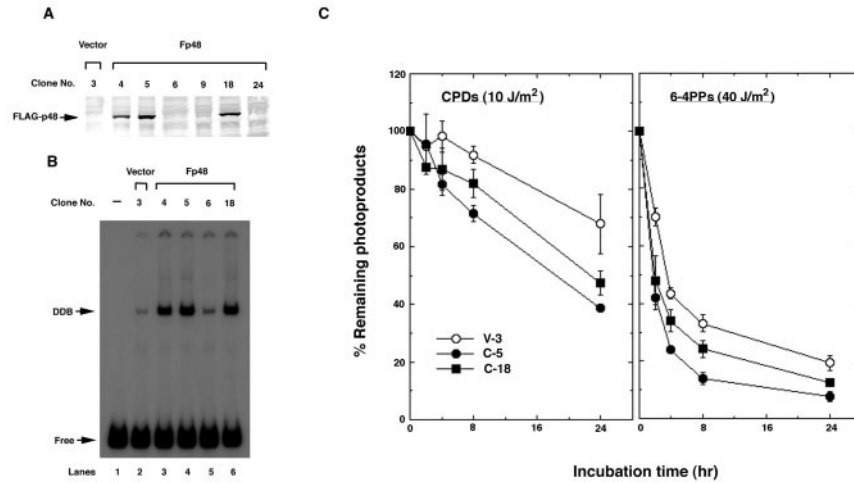 A
Vector Fp48
Clone No. 3 4 5 6 9 18 24
FLAG-p48
B
Vector Fp48
Clone No. – 3 4 5 6 18
DDB
Free
Lanes 1 2 3 4 5 6
C
CPDs (10 J/m²) 6-4PPs (40 J/m²)
% Remaining photoproducts
120
100
80
60
40
20
0
V-3
C-5
C-18
0 8 16 24 0 8 16 24
Incubation time (hr)